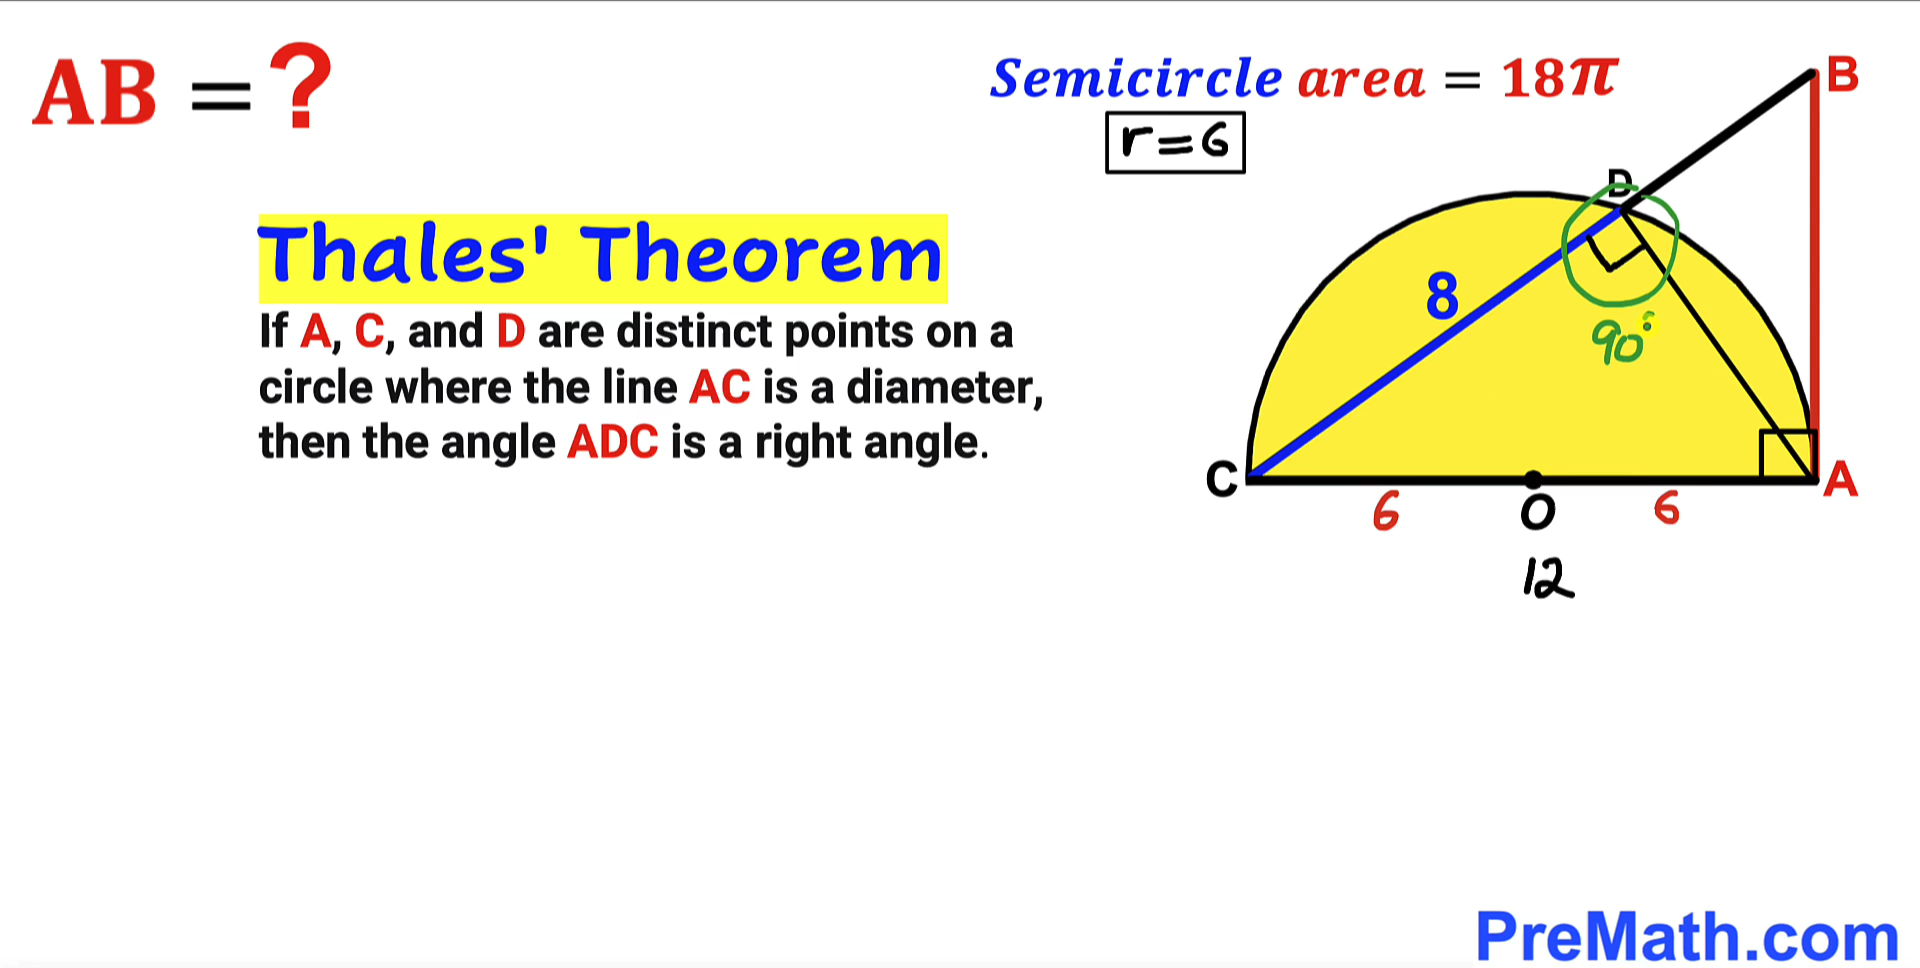 AB = ?
Semicircle area = 18π
r=6
B
D
Thales' Theorem
If A, C, and D are distinct points on a
circle where the line AC is a diameter,
then the angle ADC is a right angle.
8
90°
C
A
6
O
6
12
PreMath.com